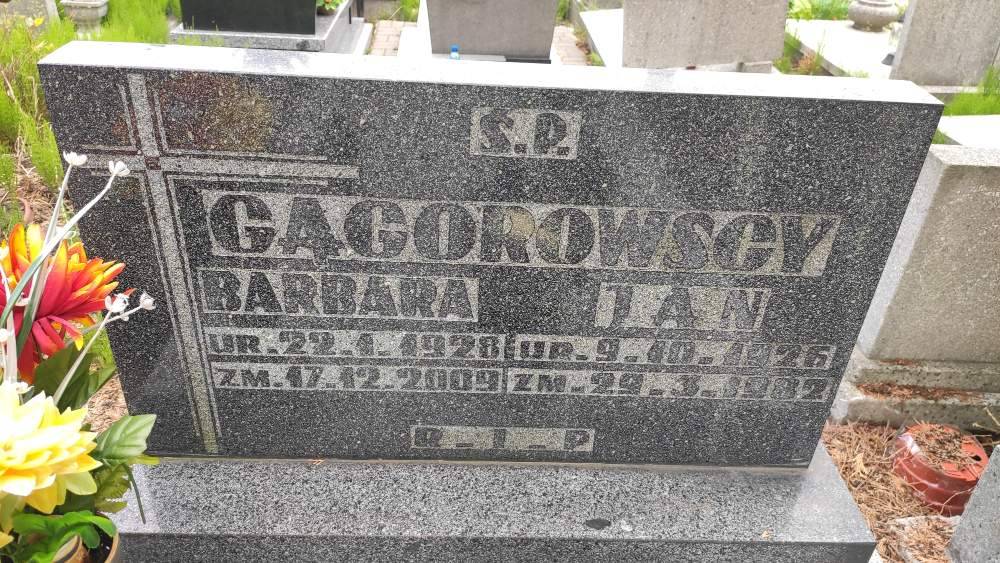 Ś.P.
GĄGOROWSCY
BARBARA JAN
UR. 22.1.1928 UR. 9.10.1926
ZM. 17.12.2009 ZM. 29.3.1982
R.I.P